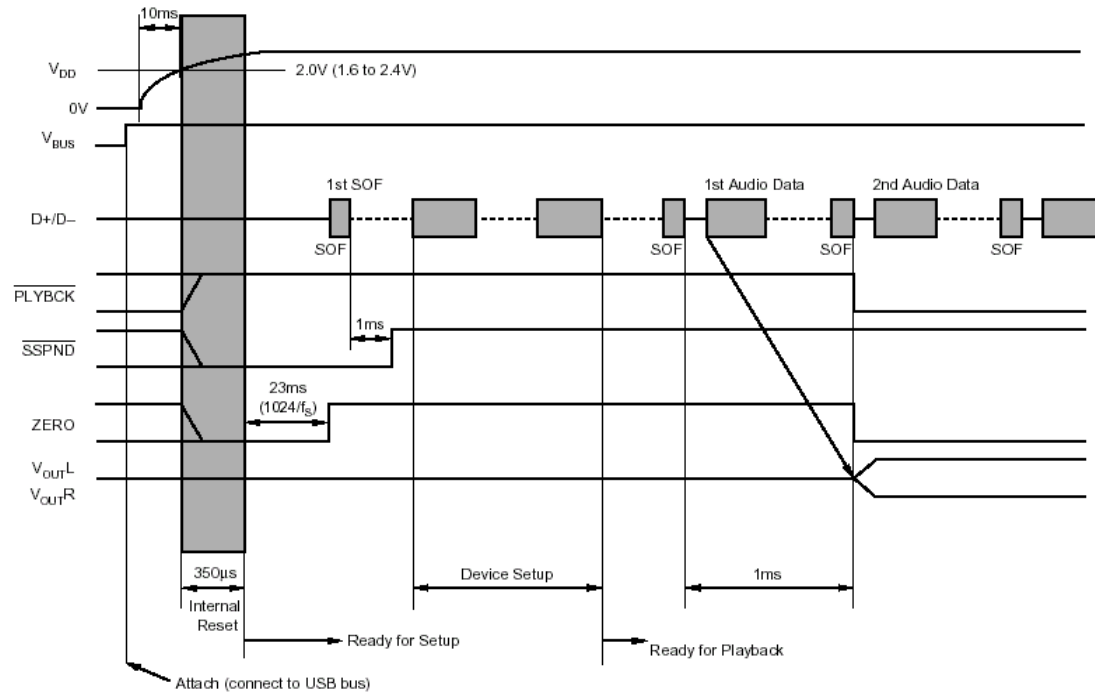 10ms
VDD
2.0V (1.6 to 2.4V)
0V
VBUS
1st SOF
1st Audio Data
2nd Audio Data
D+/D–
SOF
SOF
SOF
SOF
PLYBCK
1ms
SSPND
23ms
(1024/fS)
ZERO
VOUTL
VOUTR
350µs
Device Setup
1ms
Internal
Reset
Ready for Setup
Ready for Playback
Attach (connect to USB bus)